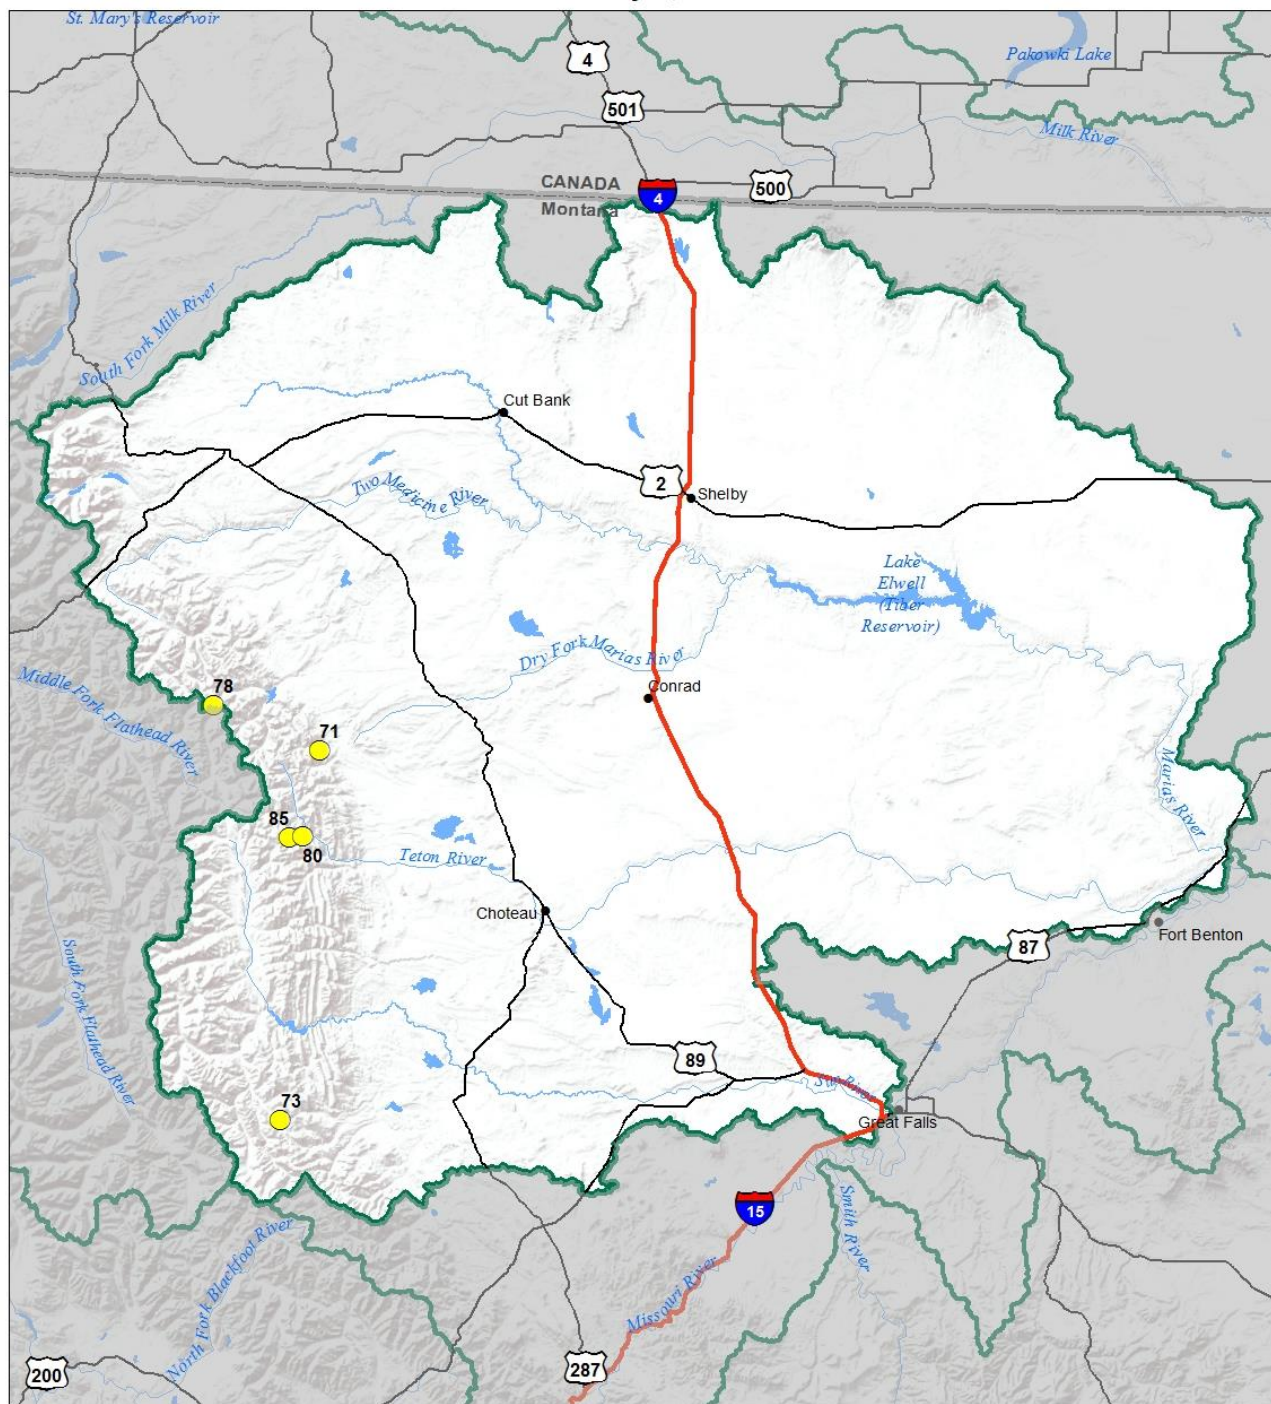 St. Mary's Reservoir
4
Pakowki Lake
501
Milk River
CANADA
4
500
Montana
South Fork Milk River
Cut Bank
Two Medicine River
2
Shelby
Lake
Elwell
(Tiber
Reservoir)
Dry Fork Marias River
Middle Fork Flathead River
78
Conrad
71
Marias River
85
80
Teton River
Choteau
Fort Benton
87
South Fork Flathead River
89
Sun River
73
Great Falls
15
Smith River
North Fork Blackfoot River
Missouri River
200
287